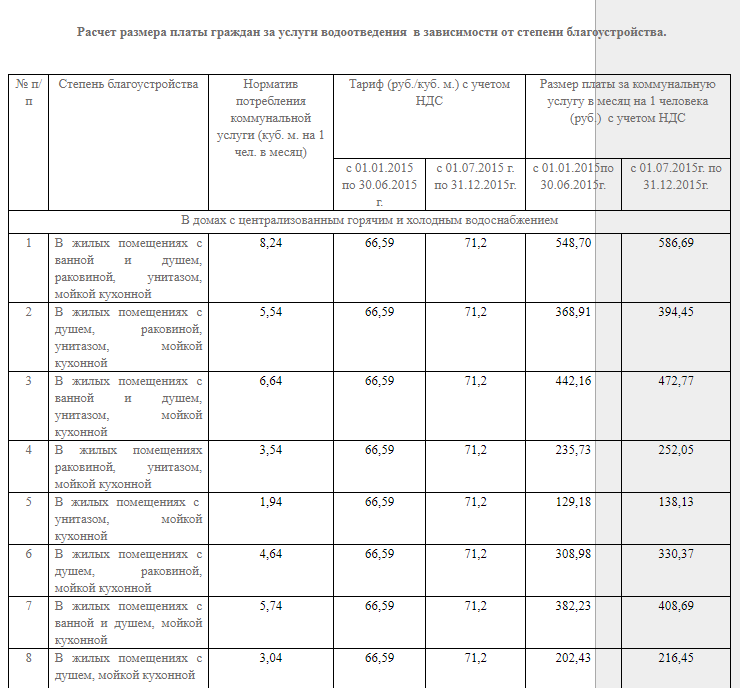 Расчет размера платы граждан за услуги водоотведения в зависимости от степени благоустройства.
№ п/п Степень благоустройства Норматив потребления коммунальной услуги (куб. м. на 1 чел. в месяц) Тариф (руб./куб. м.) с учетом НДС Размер платы за коммунальную услугу в месяц на 1 человека (руб.) с учетом НДС
с 01.01.2015 по 30.06.2015 г. с 01.07.2015 г. по 31.12.2015г. с 01.01.2015по 30.06.2015г. с 01.07.2015г. по 31.12.2015г.
В домах с централизованным горячим и холодным водоснабжением
1 В жилых помещениях с ванной и душем, раковиной, унитазом, мойкой кухонной 8,24 66,59 71,2 548,70 586,69
2 В жилых помещениях с душем, раковиной, унитазом, мойкой кухонной 5,54 66,59 71,2 368,91 394,45
3 В жилых помещениях с ванной и душем, унитазом, мойкой кухонной 6,64 66,59 71,2 442,16 472,77
4 В жилых помещениях раковиной, унитазом, мойкой кухонной 3,54 66,59 71,2 235,73 252,05
5 В жилых помещениях с унитазом, мойкой кухонной 1,94 66,59 71,2 129,18 138,13
6 В жилых помещениях с душем, раковиной, мойкой кухонной 4,64 66,59 71,2 308,98 330,37
7 В жилых помещениях с ванной и душем, мойкой кухонной 5,74 66,59 71,2 382,23 408,69
8 В жилых помещениях с душем, мойкой кухонной 3,04 66,59 71,2 202,43 216,45